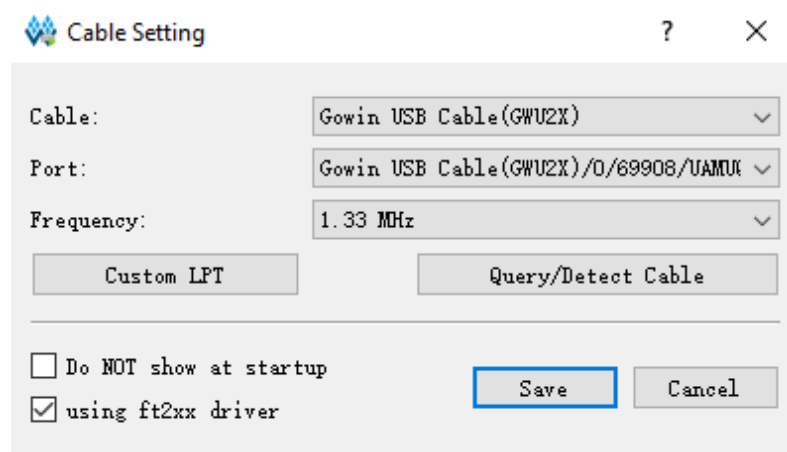 Cable Setting
?
Cable:
Gowin USB Cable(GWU2X)
Port:
Gowin USB Cable(GWU2X)/0/69908/
Frequency:
1.33 MHz
Custom LPT
Query/Detect Cable
Do NOT show at startup
using ft2xx driver
Save
Cancel